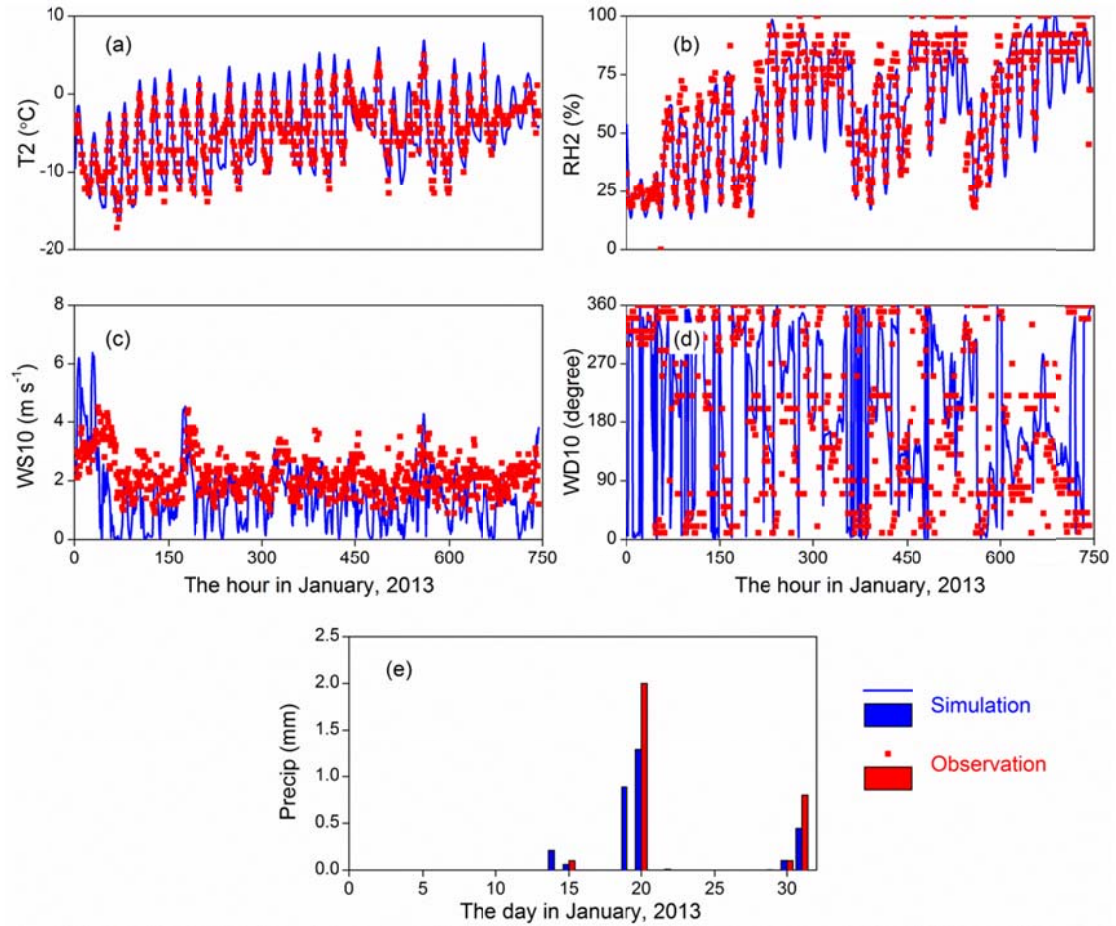 10
0
-10
-20
T2 (°C)
(a)
100
75
50
25
0
RH2 (%)
(b)
8
6
4
2
0
WS10 (m s⁻¹)
(c)
0 150 300 450 600 750
The hour in January, 2013
360
270
180
90
0
WD10 (degree)
(d)
0 150 300 450 600 750
The hour in January, 2013
2.5
2.0
1.5
1.0
0.5
0.0
Precip (mm)
(e)
0 5 10 15 20 25 30
The day in January, 2013
Simulation
Observation